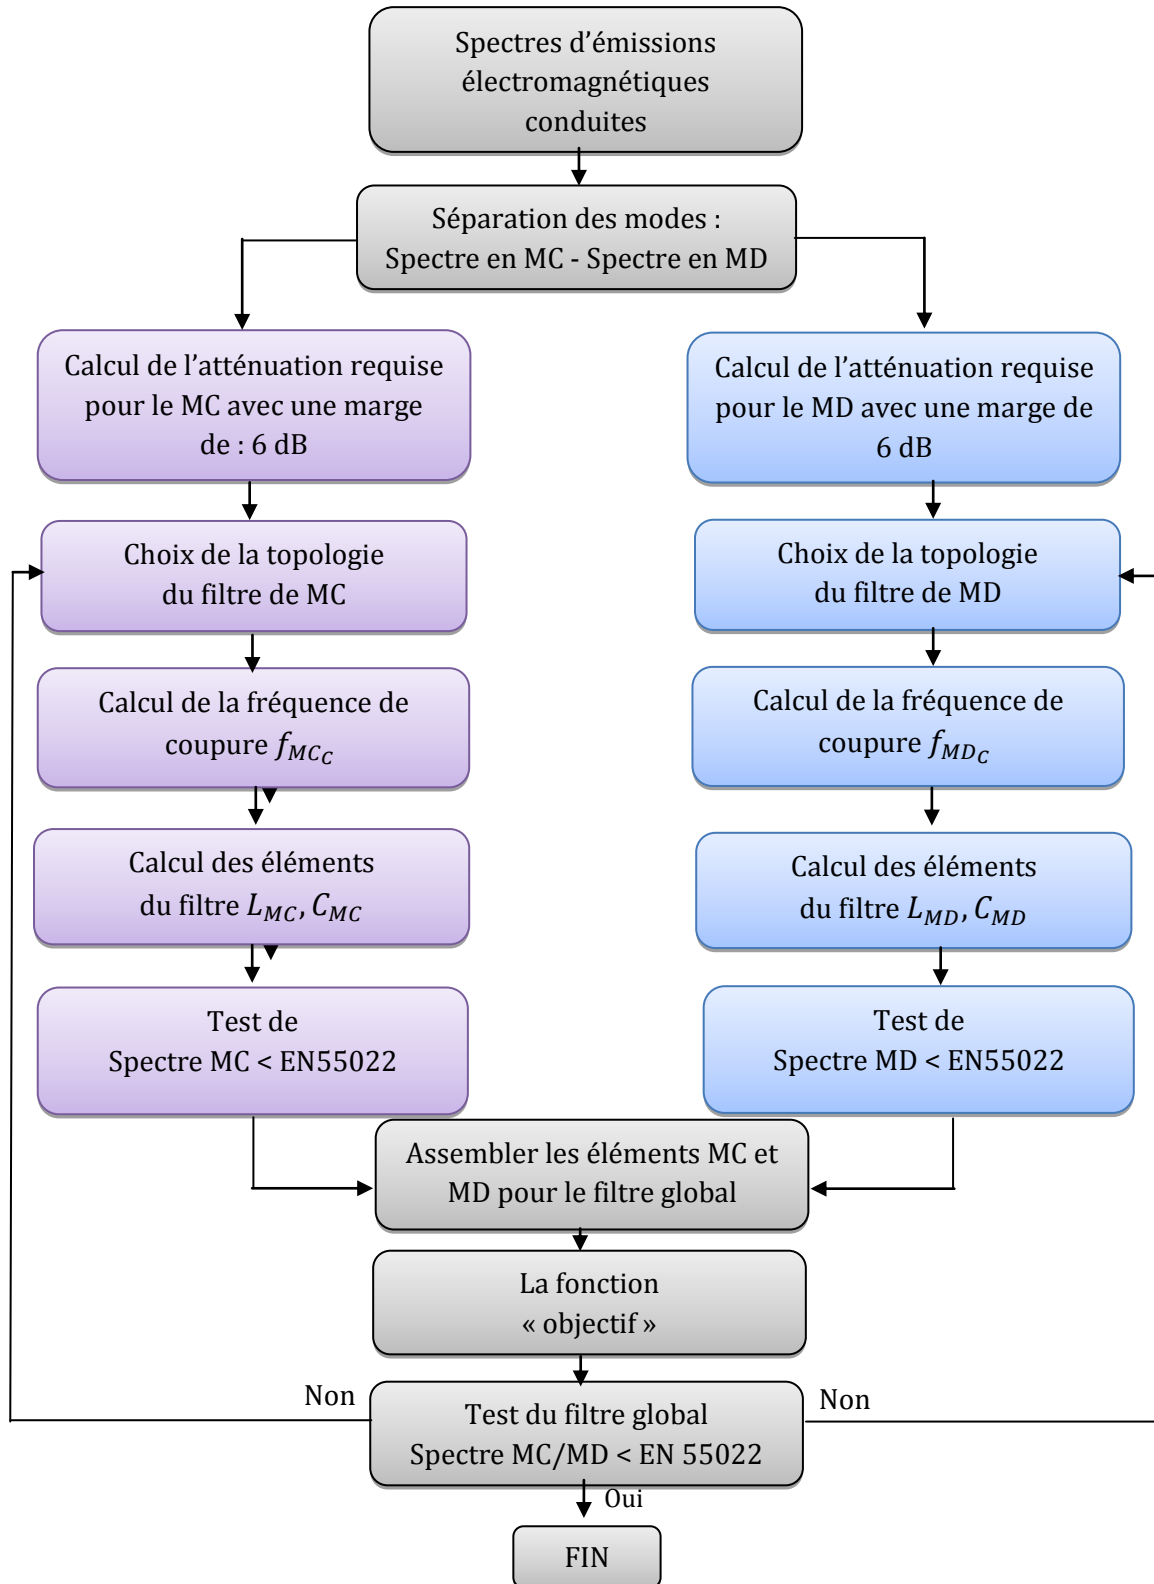 Spectres d’émissions
électromagnétiques
conduites
Séparation des modes :
Spectre en MC - Spectre en MD
Calcul de l’atténuation requise
pour le MC avec une marge
de : 6 dB
Choix de la topologie
du filtre de MC
Calcul de la fréquence de
coupure f_{MC_C}
Calcul des éléments
du filtre L_{MC}, C_{MC}
Test de
Spectre MC < EN55022
Calcul de l’atténuation requise
pour le MD avec une marge de
6 dB
Choix de la topologie
du filtre de MD
Calcul de la fréquence de
coupure f_{MD_C}
Calcul des éléments
du filtre L_{MD}, C_{MD}
Test de
Spectre MD < EN55022
Assembler les éléments MC et
MD pour le filtre global
La fonction
« objectif »
Non
Test du filtre global
Spectre MC/MD < EN 55022
Non
Oui
FIN